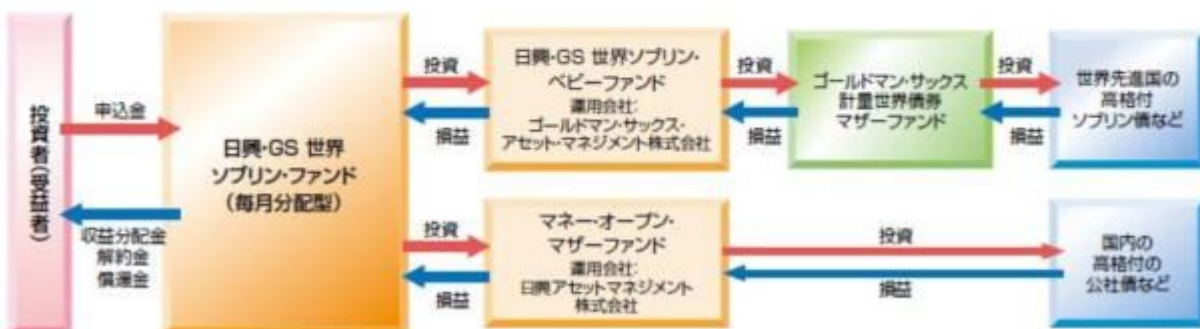 投資者(受益者)
申込金
収益分配金
解約金
償還金
日興・GS 世界
ソブリン・ファンド
(毎月分配型)
投資
損益
日興・GS 世界ソブリン・
ベビーファンド
運用会社:
ゴールドマン・サックス・
アセット・マネジメント株式会社
投資
損益
ゴールドマン・サックス
計量世界債券
マザーファンド
投資
損益
世界先進国の
高格付
ソブリン債など
投資
損益
マネー・オープン・
マザーファンド
運用会社:
日興アセットマネジメント
株式会社
投資
損益
国内の
高格付の
公社債など